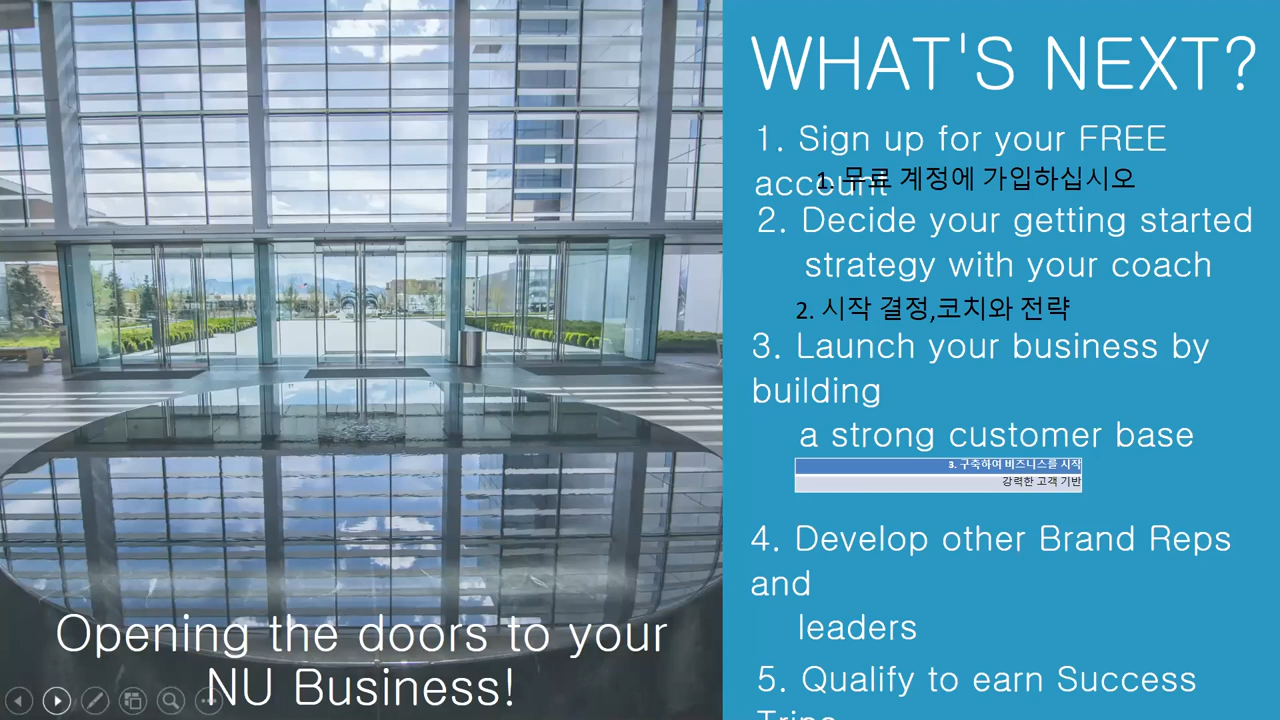 WHAT'S NEXT?
1. Sign up for your FREE
account
1. 무료 계정에 가입하십시오
2. Decide your getting started
strategy with your coach
2. 시작 결정,코치와 전략
3. Launch your business by
building
a strong customer base
3. 구축하여 비즈니스를 시작
강력한 고객 기반
4. Develop other Brand Reps
and
leaders
5. Qualify to earn Success
Trips
Opening the doors to your
NU Business!